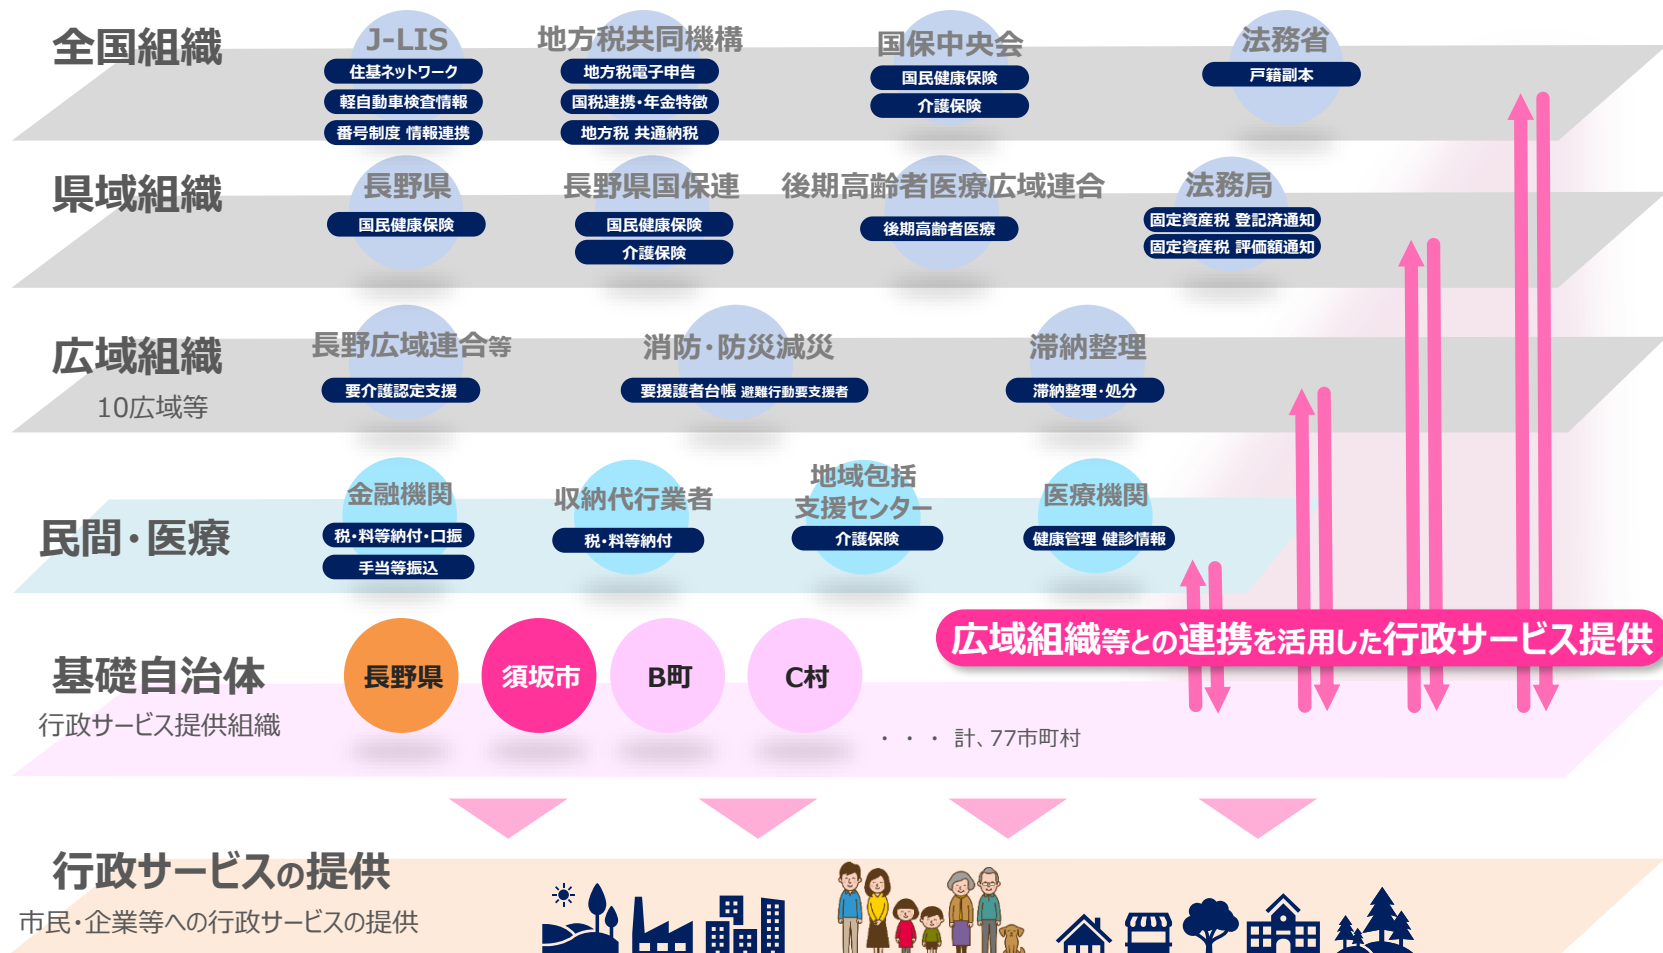 全国組織
J-LIS
住基ネットワーク
軽自動車検査情報
番号制度 情報連携
地方税共同機構
地方税電子申告
国税連携・年金特徴
地方税 共通納税
国保中央会
国民健康保険
介護保険
法務省
戸籍副本
県域組織
長野県
国民健康保険
長野県国保連
国民健康保険
介護保険
後期高齢者医療広域連合
後期高齢者医療
法務局
固定資産税 登記済通知
固定資産税 評価額通知
広域組織
10広域等
長野広域連合等
要介護認定支援
消防・防災減災
要援護者台帳 避難行動要支援者
滞納整理
滞納整理・処分
民間・医療
金融機関
税・料等納付・口振
手当等振込
収納代行業者
税・料等納付
地域包括
支援センター
介護保険
医療機関
健康管理 健診情報
広域組織等との連携を活用した行政サービス提供
基礎自治体
行政サービス提供組織
長野県
須坂市
B町
C村
・・・ 計、77市町村
行政サービスの提供
市民・企業等への行政サービスの提供